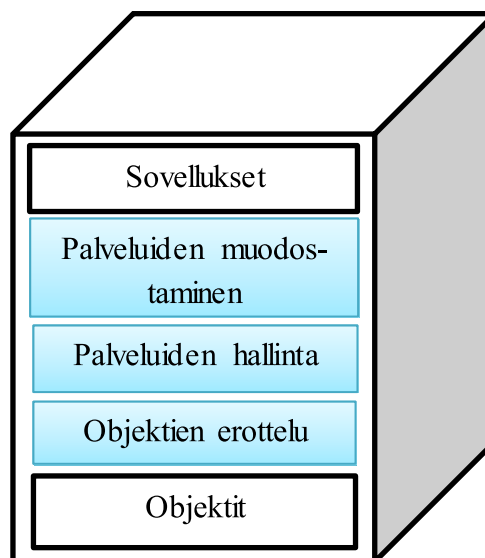 Sovellukset
Palveluiden muodos-
taminen
Palveluiden hallinta
Objektien erottelu
Objektit